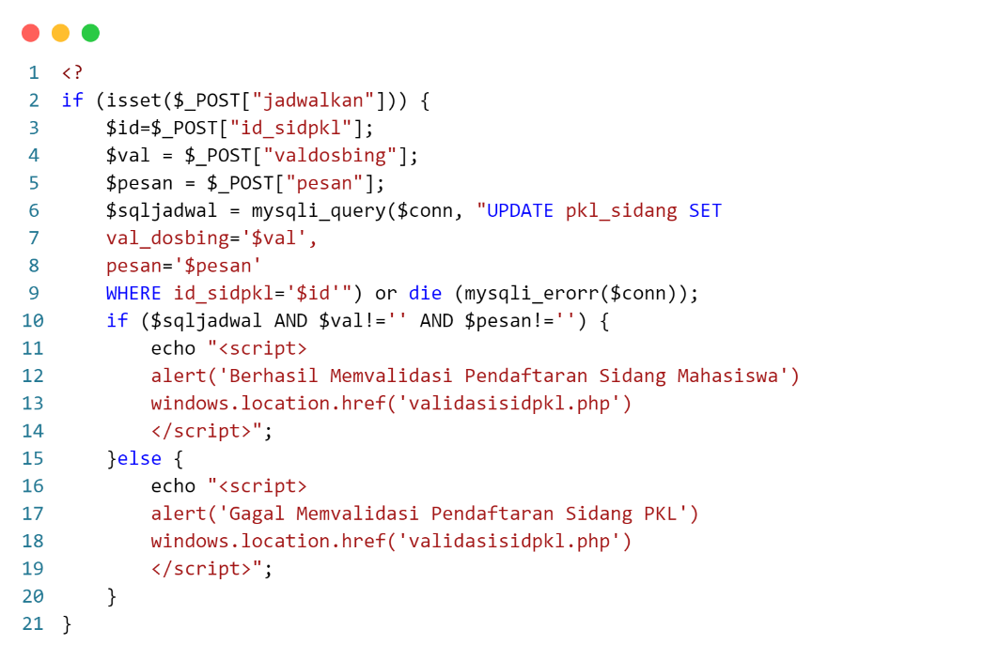 1 <?
2 if (isset($_POST["jadwalkan"])) {
3 $id=$_POST["id_sidpkl"];
4 $val = $_POST["valdosbing"];
5 $pesan = $_POST["pesan"];
6 $sqljadwal = mysqli_query($conn, "UPDATE pkl_sidang SET
7 val_dosbing='$val',
8 pesan='$pesan'
9 WHERE id_sidpkl='$id'") or die (mysqli_erorr($conn));
10 if ($sqljadwal AND $val!='' AND $pesan!='') {
11 echo "<script>
12 alert('Berhasil Memvalidasi Pendaftaran Sidang Mahasiswa')
13 windows.location.href('validasisidpkl.php')
14 </script>";
15 }else {
16 echo "<script>
17 alert('Gagal Memvalidasi Pendaftaran Sidang PKL')
18 windows.location.href('validasisidpkl.php')
19 </script>";
20 }
21 }